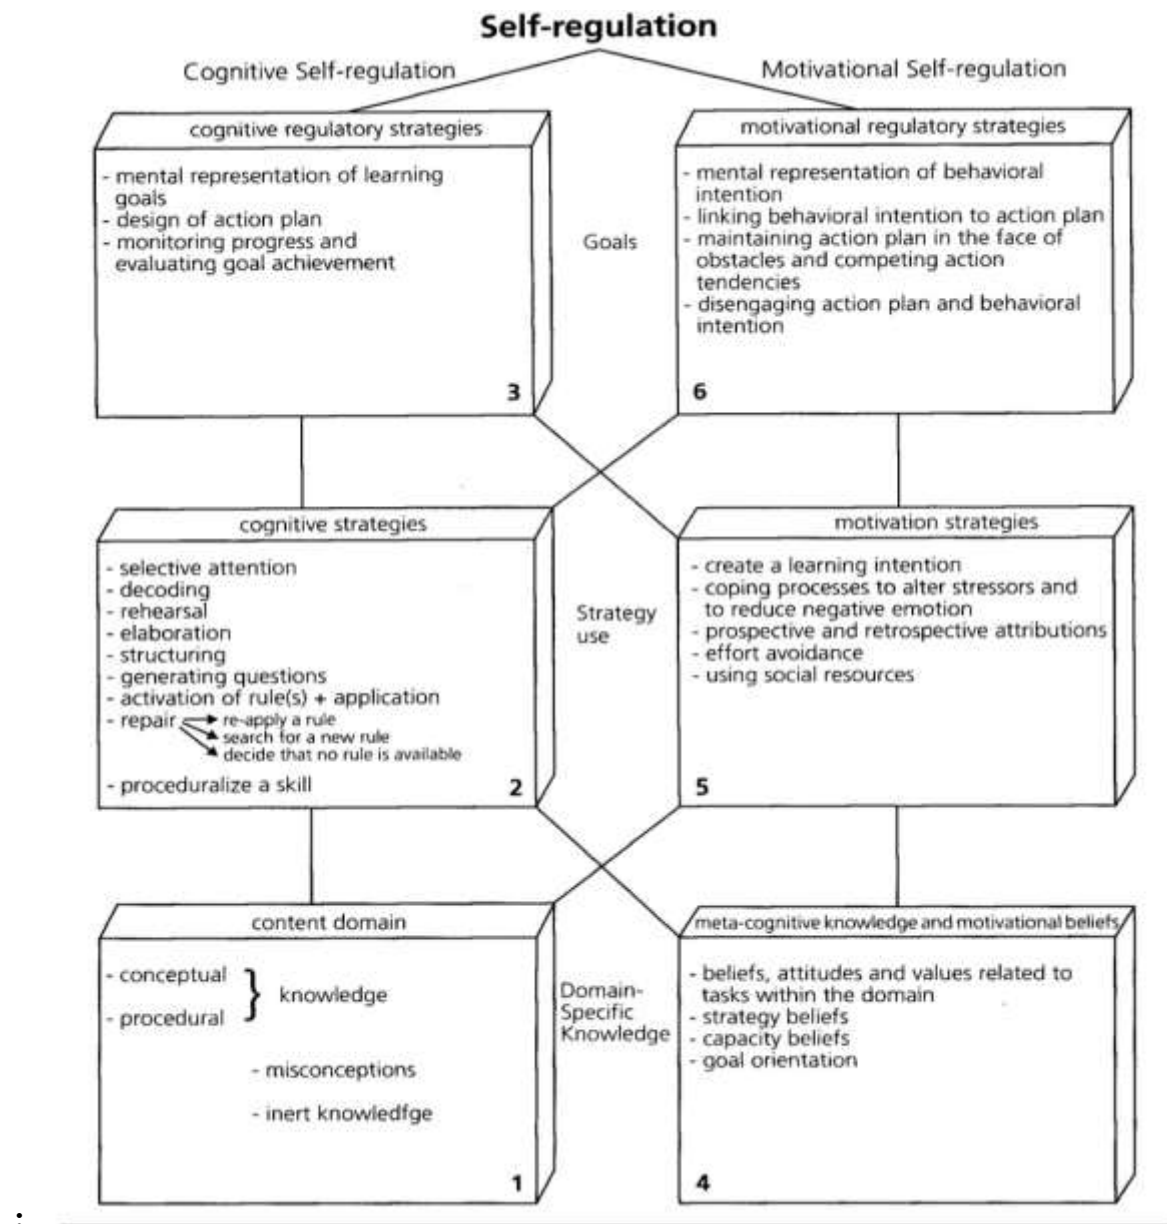 Self-regulation
Cognitive Self-regulation
Motivational Self-regulation
cognitive regulatory strategies
- mental representation of learning
goals
- design of action plan
- monitoring progress and
evaluating goal achievement
3
Goals
motivational regulatory strategies
- mental representation of behavioral
intention
- linking behavioral intention to action plan
- maintaining action plan in the face of
obstacles and competing action
tendencies
- disengaging action plan and behavioral
intention
6
cognitive strategies
- selective attention
- decoding
- rehearsal
- elaboration
- structuring
- generating questions
- activation of rule(s) + application
- repair re-apply a rule
search for a new rule
decide that no rule is available
- proceduralize a skill
2
Strategy
use
motivation strategies
- create a learning intention
- coping processes to alter stressors and
to reduce negative emotion
- prospective and retrospective attributions
- effort avoidance
- using social resources
5
content domain
- conceptual
- procedural
} knowledge
- misconceptions
- inert knowledfge
1
Domain-
Specific
Knowledge
meta-cognitive knowledge and motivational beliefs
- beliefs, attitudes and values related to
tasks within the domain
- strategy beliefs
- capacity beliefs
- goal orientation
4